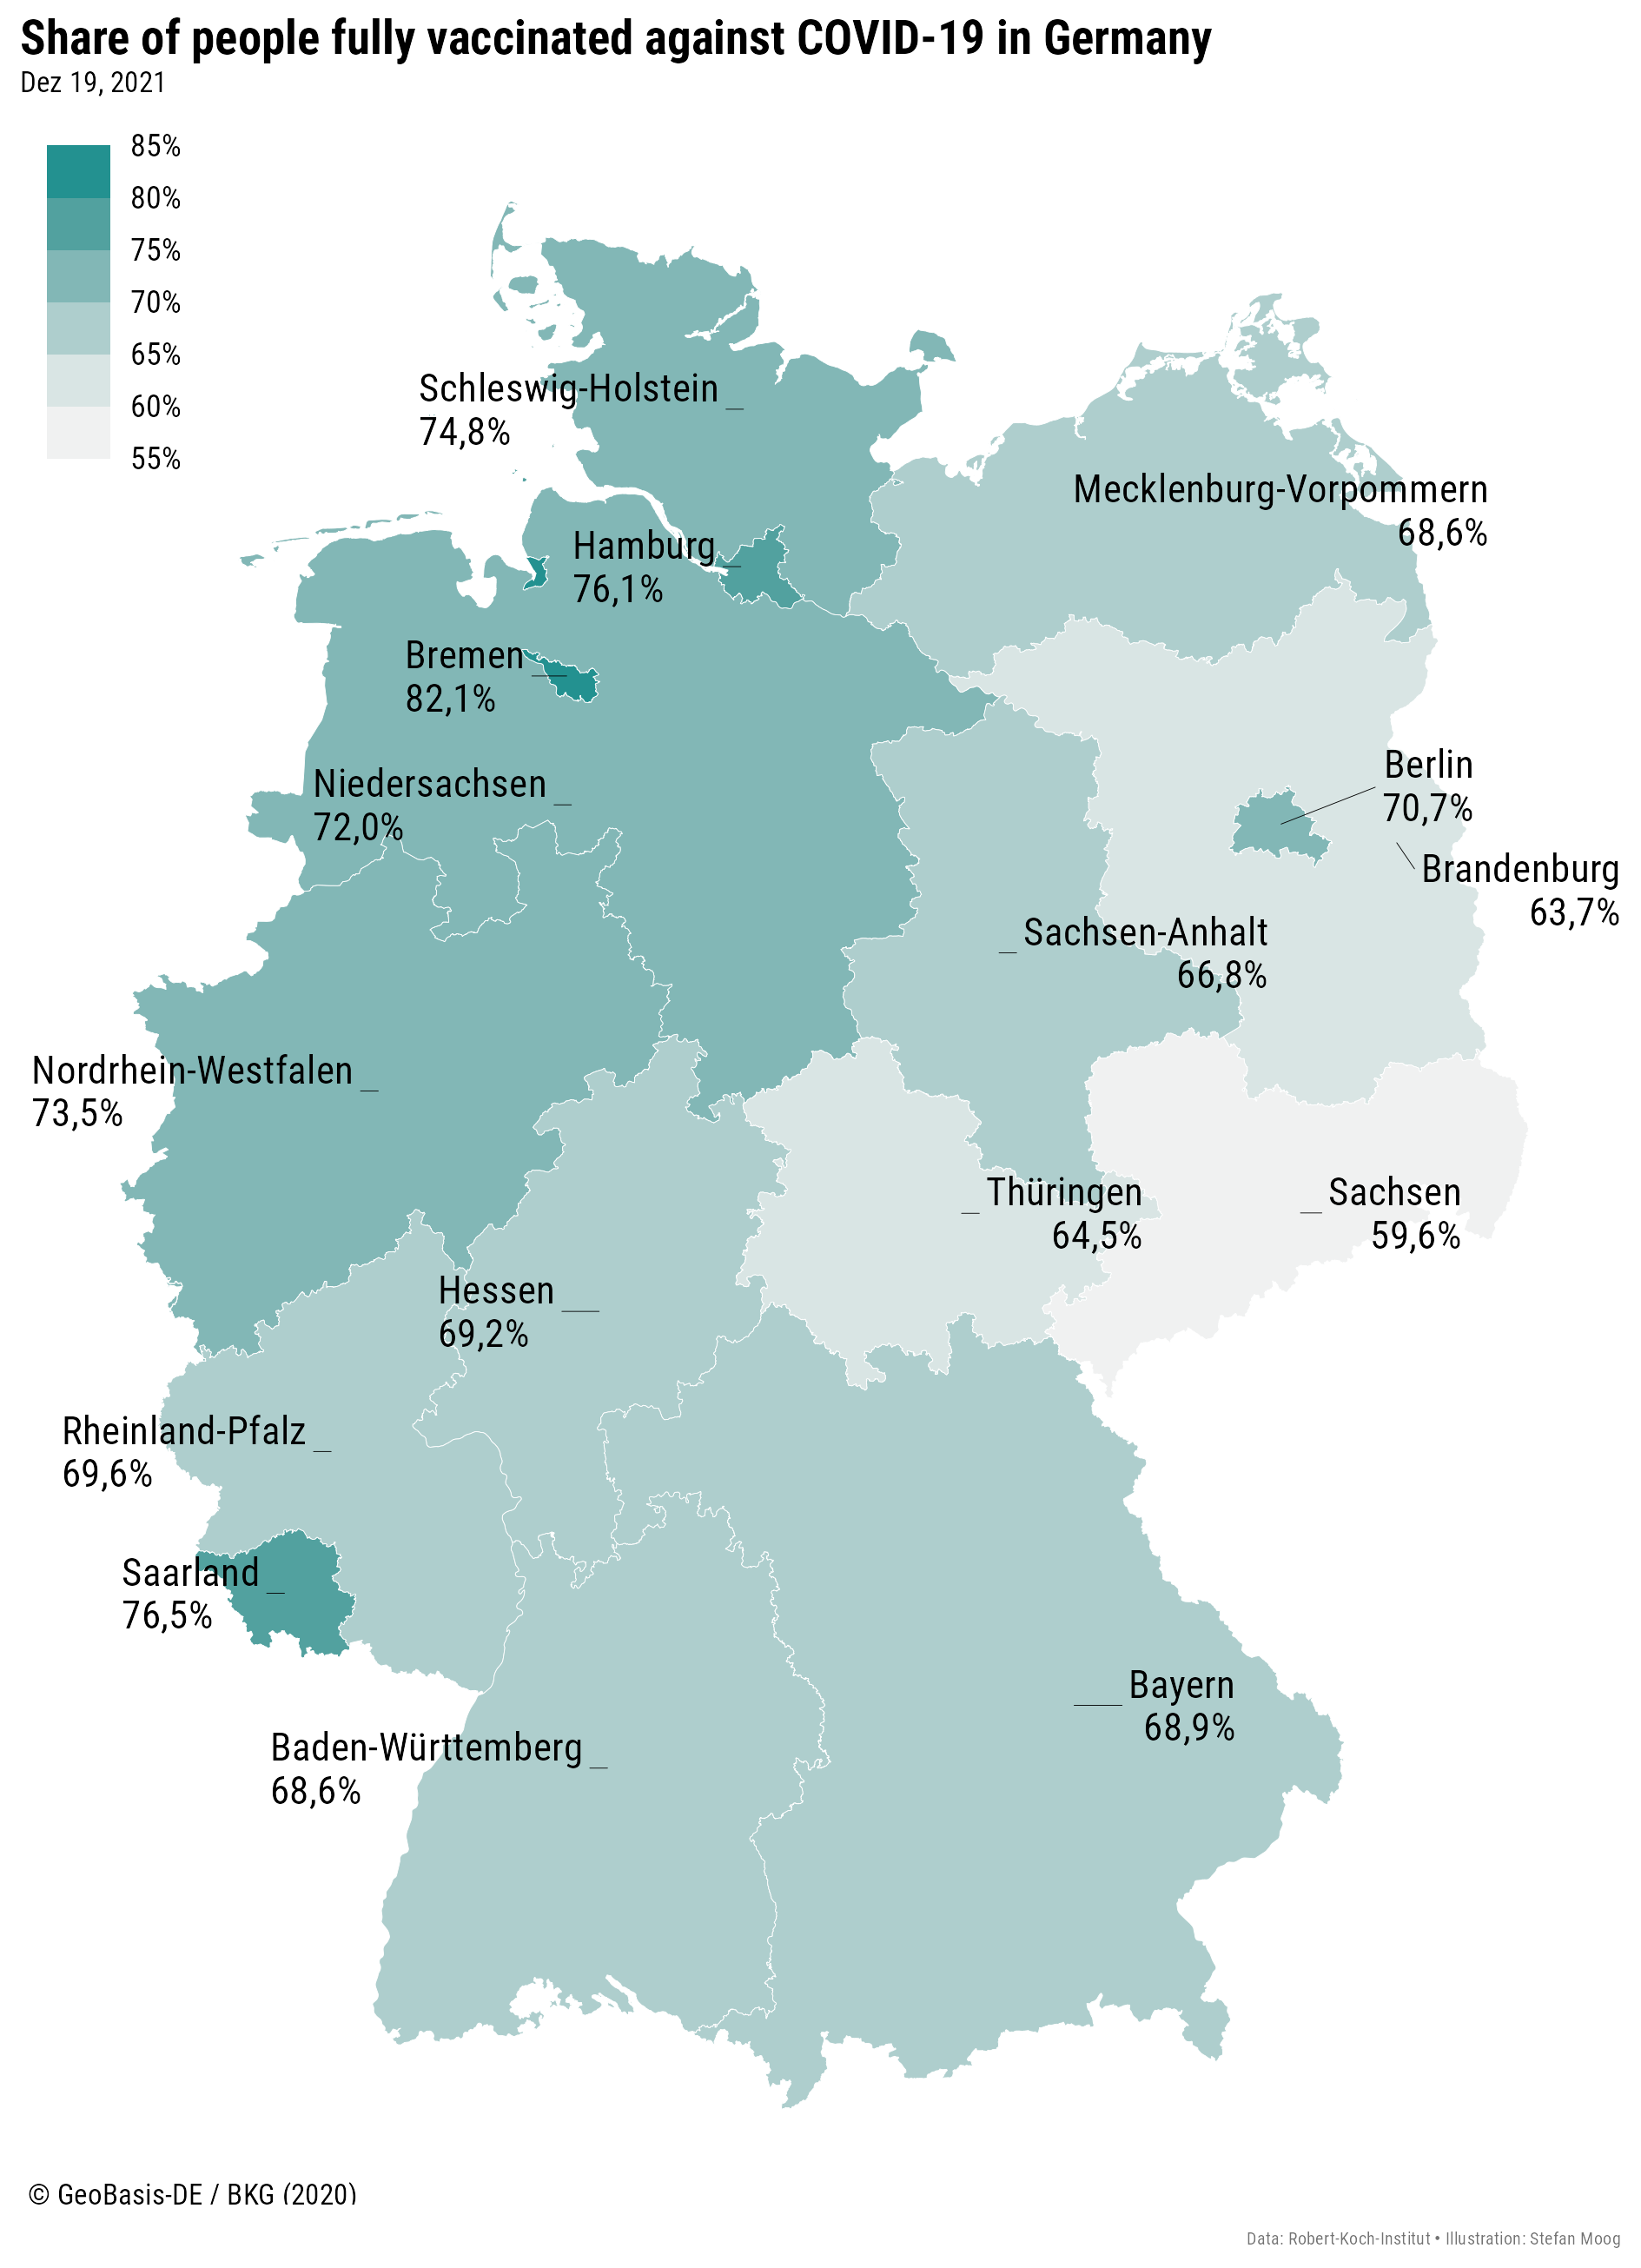 Share of people fully vaccinated against COVID-19 in Germany
Dez 19, 2021
85%
80%
75%
70%
65%
60%
55%
Schleswig-Holstein
74,8%
Mecklenburg-Vorpommern
68,6%
Hamburg
76,1%
Bremen
82,1%
Niedersachsen
72,0%
Berlin
70,7%
Brandenburg
63,7%
Sachsen-Anhalt
66,8%
Nordrhein-Westfalen
73,5%
Thüringen
64,5%
Sachsen
59,6%
Hessen
69,2%
Rheinland-Pfalz
69,6%
Saarland
76,5%
Bayern
68,9%
Baden-Württemberg
68,6%
© GeoBasis-DE / BKG (2020)
Data: Robert-Koch-Institut • Illustration: Stefan Moog